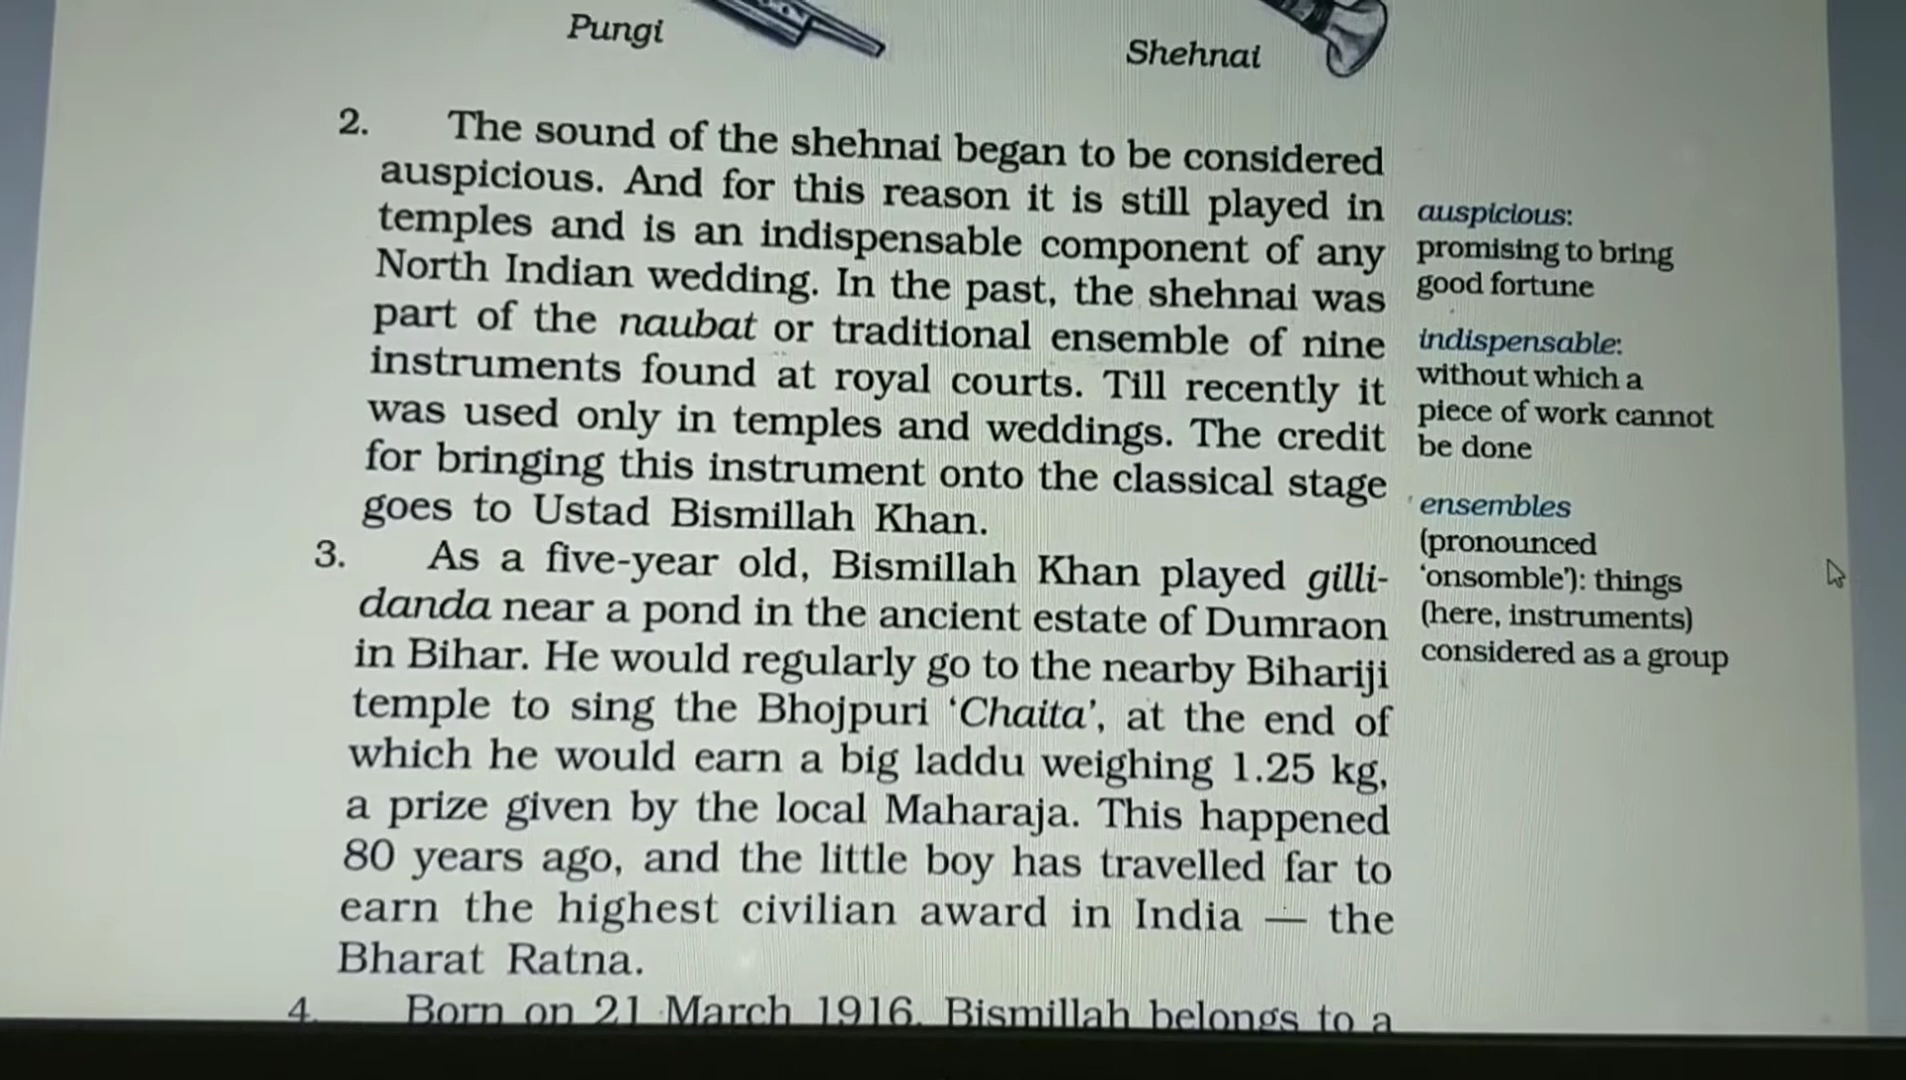 Pungi
Shehnai
2. The sound of the shehnai began to be considered
auspicious. And for this reason it is still played in
temples and is an indispensable component of any
North Indian wedding. In the past, the shehnai was
part of the naubat or traditional ensemble of nine
instruments found at royal courts. Till recently it
was used only in temples and weddings. The credit
for bringing this instrument onto the classical stage
goes to Ustad Bismillah Khan.
3. As a five-year old, Bismillah Khan played gilli-
danda near a pond in the ancient estate of Dumraon
in Bihar. He would regularly go to the nearby Bihariji
temple to sing the Bhojpuri ‘Chaita’, at the end of
which he would earn a big laddu weighing 1.25 kg,
a prize given by the local Maharaja. This happened
80 years ago, and the little boy has travelled far to
earn the highest civilian award in India — the
Bharat Ratna.
4. Born on 21 March 1916, Bismillah belongs to a
auspicious:
promising to bring
good fortune
indispensable:
without which a
piece of work cannot
be done
ensembles
(pronounced
‘onsomble’): things
(here, instruments)
considered as a group